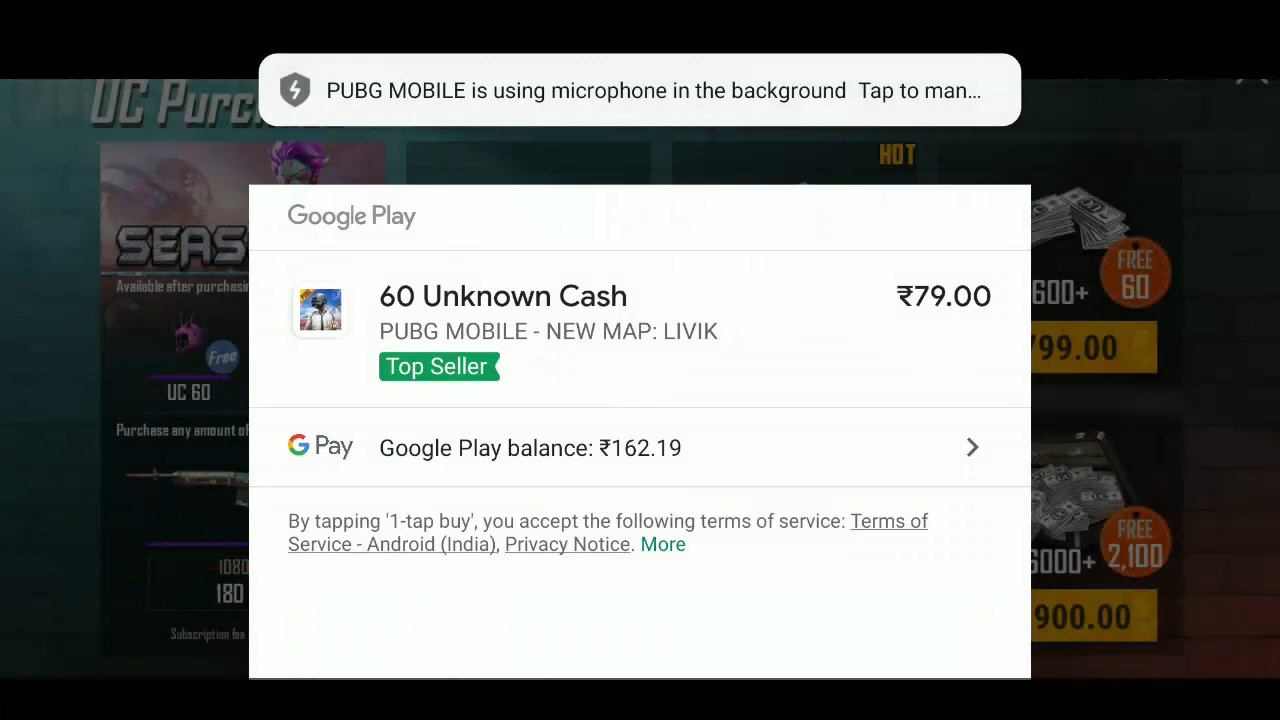 PUBG MOBILE is using microphone in the background Tap to man...
UC Purc
HOT
Google Play
SEAS
60 Unknown Cash
₹79.00
PUBG MOBILE - NEW MAP: LIVIK
Top Seller
Available after purchasin
Free
UC 60
600+
FREE
60
799.00
G Pay
Google Play balance: ₹162.19
Purchase any amount of
By tapping '1-tap buy', you accept the following terms of service: Terms of
Service - Android (India), Privacy Notice. More
1080
180
Subscription fee
6000+
FREE
2,100
900.00